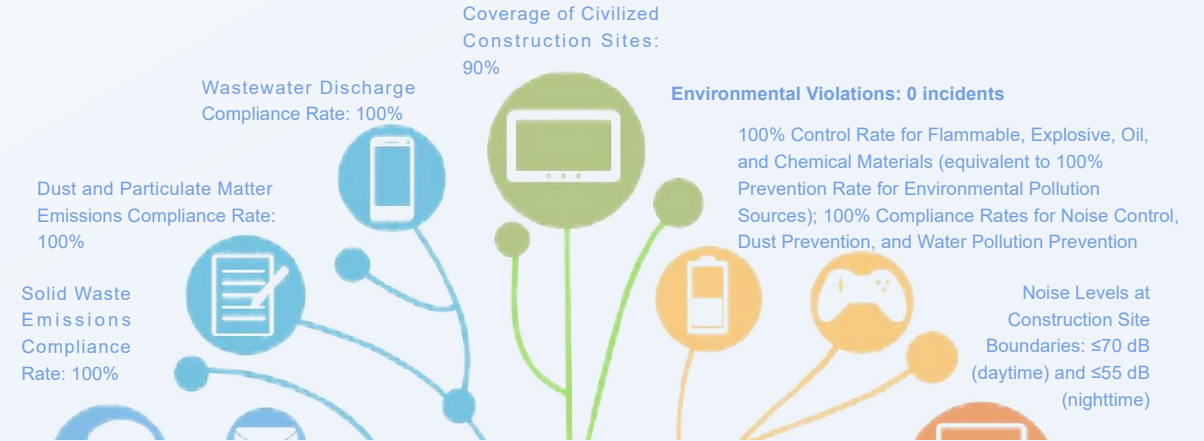 Coverage of Civilized
Construction Sites:
90%
Wastewater Discharge
Compliance Rate: 100%
Environmental Violations: 0 incidents
100% Control Rate for Flammable, Explosive, Oil,
and Chemical Materials (equivalent to 100%
Prevention Rate for Environmental Pollution
Sources); 100% Compliance Rates for Noise Control,
Dust Prevention, and Water Pollution Prevention
Dust and Particulate Matter
Emissions Compliance Rate:
100%
Solid Waste
Emissions
Compliance
Rate: 100%
Noise Levels at
Construction Site
Boundaries: ≤70 dB
(daytime) and ≤55 dB
(nighttime)